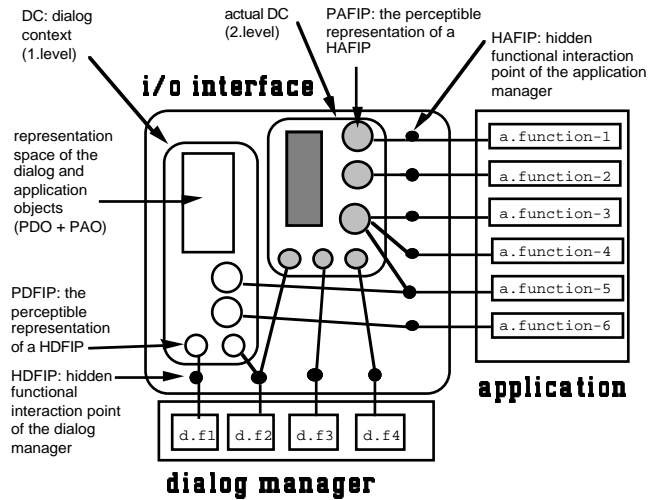 DC: dialog
context
(1.level)
actual DC
(2.level)
PAFIP: the perceptible
representation of a
HAFIP
HAFIP: hidden
functional interaction
point of the application
manager
i/o interface
representation
space of the
dialog and
application
objects
(PDO + PAO)
PDFIP: the
perceptible
representation
of a HDFIP
HDFIP: hidden
functional
interaction point
of the dialog
manager
a.function-1
a.function-2
a.function-3
a.function-4
a.function-5
a.function-6
application
d.f1
d.f2
d.f3
d.f4
dialog manager